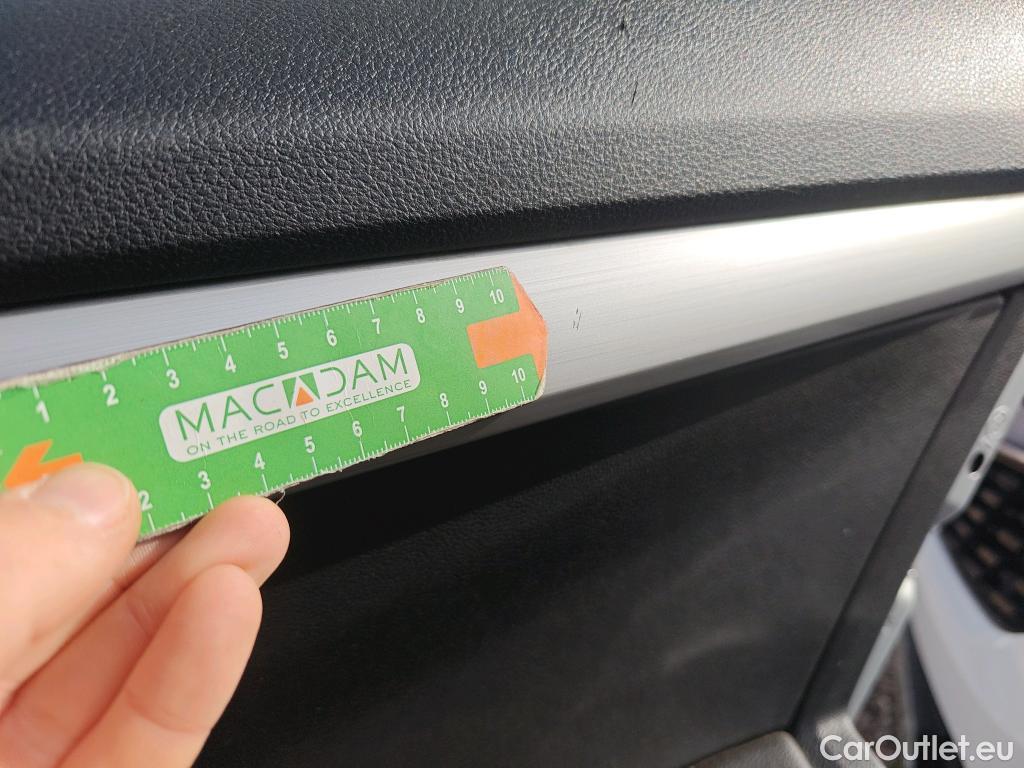 1 2 3 4 5 6 7 8 9 10
MACADAM
ON THE ROAD TO EXCELLENCE
2 3 4 5 6 7 8 9 10
CarOutlet.eu